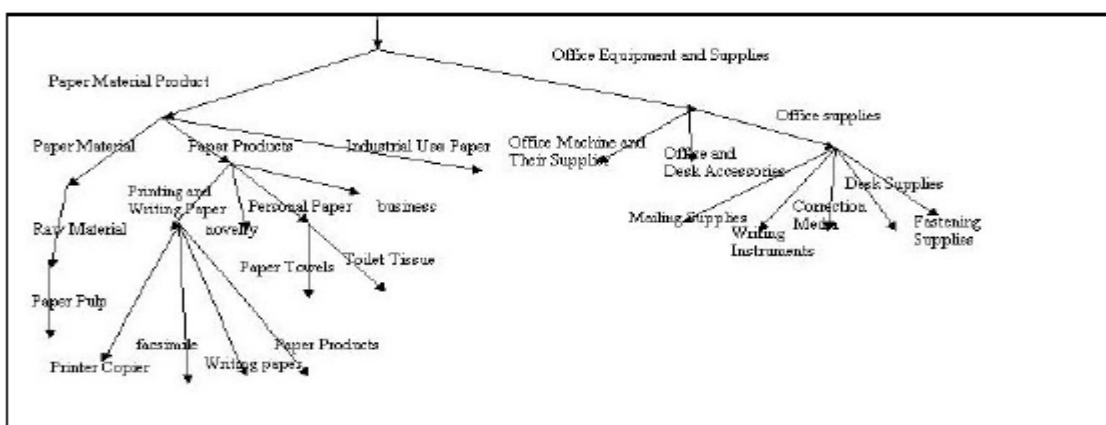 Office Equipment and Supplies
Paper Material Product
Office supplies
Paper Material
Paper Products
Industrial Use Paper
Office Machine and
Their Supplier
Office and
Desk Accessories
Printing and
Writing Paper
Personal Paper
business
Desk Supplies
Mailing Supplies
Correction
Media
Fastening
Supplies
Raw Material
novelty
Writing
Instruments
Paper Towels
Toilet Tissue
Paper Pulp
facsimile
Paper Products
Printer Copier
Writing paper